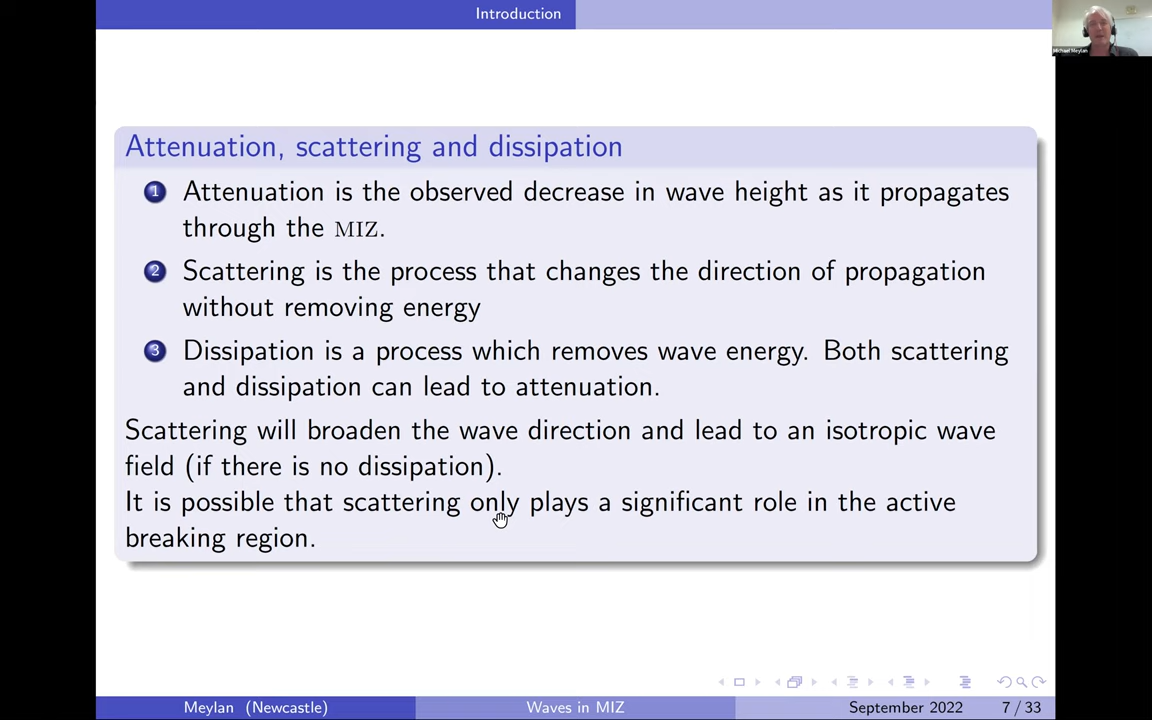 Introduction
Michael Meylan
Attenuation, scattering and dissipation
1 Attenuation is the observed decrease in wave height as it propagates
through the MIZ.
2 Scattering is the process that changes the direction of propagation
without removing energy
3 Dissipation is a process which removes wave energy. Both scattering
and dissipation can lead to attenuation.
Scattering will broaden the wave direction and lead to an isotropic wave
field (if there is no dissipation).
It is possible that scattering only plays a significant role in the active
breaking region.
Meylan (Newcastle) Waves in MIZ September 2022 7 / 33